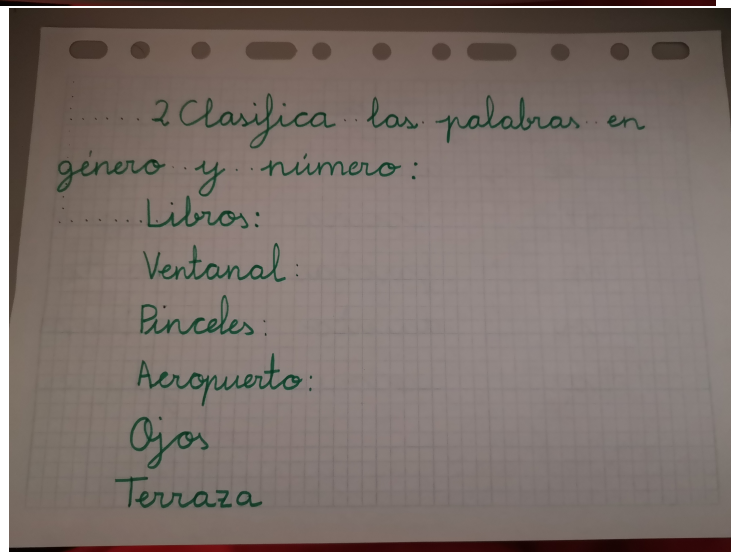 2 Clasifica las palabras en
género y número:
Libros:
Ventanal:
Pinceles:
Aeropuerto:
Ojos
Terraza